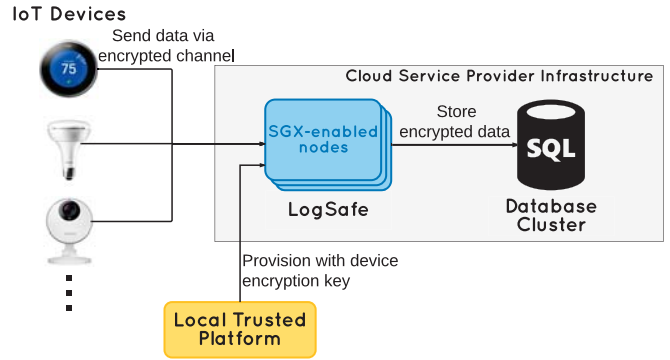 IoT Devices
Send data via
encrypted channel
75
Cloud Service Provider Infrastructure
SGX-enabled
nodes
Store
encrypted data
SQL
LogSafe
Database
Cluster
Provision with device
encryption key
Local Trusted
Platform